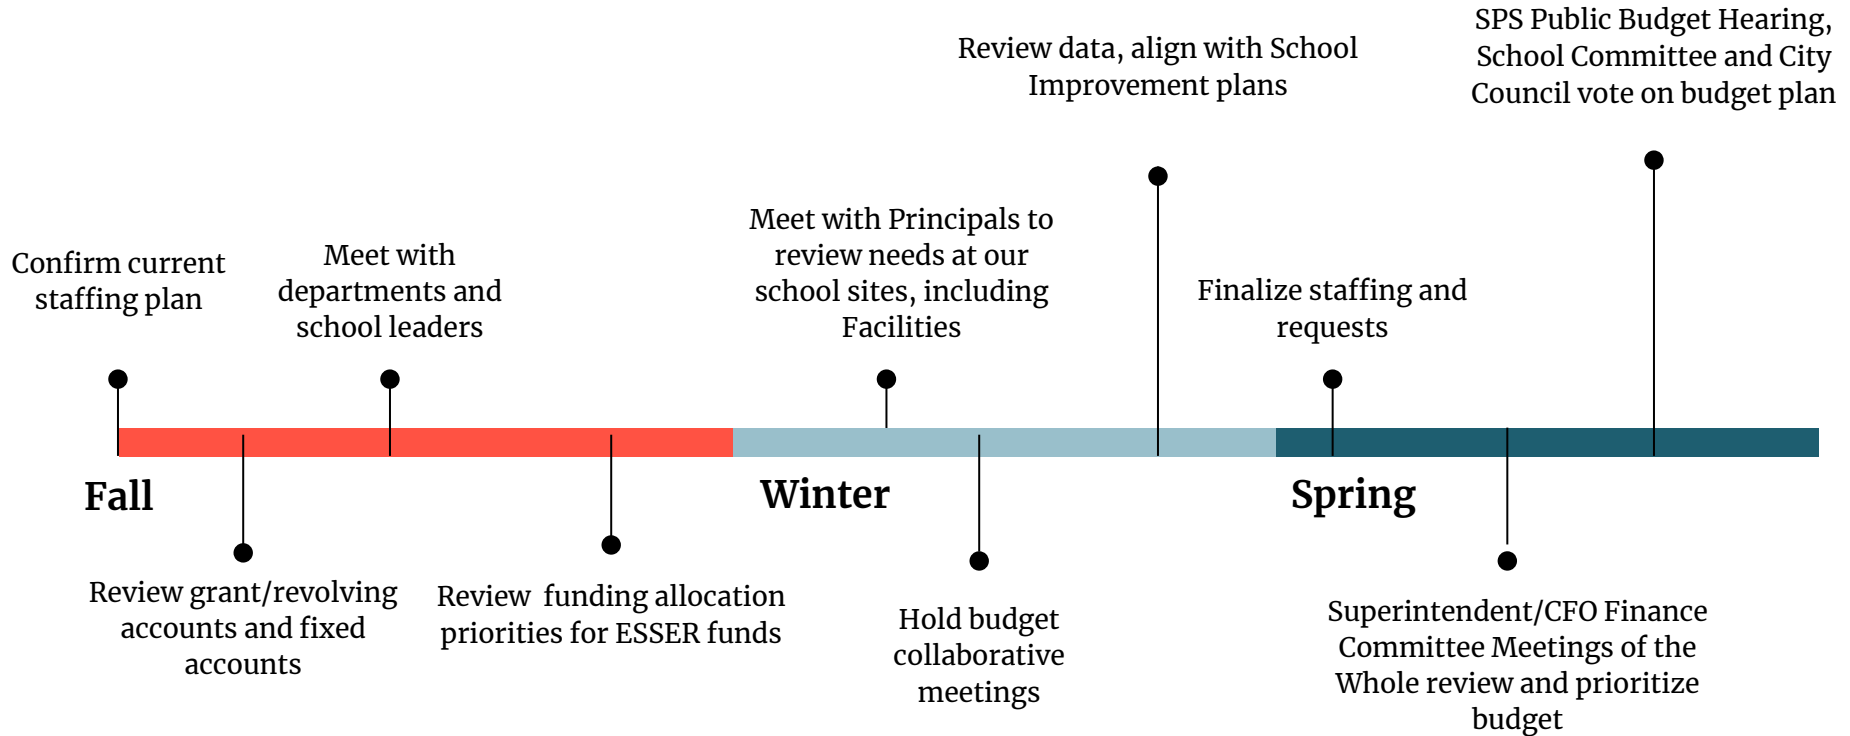 SPS Public Budget Hearing,
School Committee and City
Council vote on budget plan
Review data, align with School
Improvement plans
Meet with Principals to
review needs at our
school sites, including
Facilities
Confirm current
staffing plan
Meet with
departments and
school leaders
Finalize staffing and
requests
Fall
Winter
Spring
Review grant/revolving
accounts and fixed
accounts
Review  funding allocation
priorities for ESSER funds
Hold budget
collaborative
meetings
Superintendent/CFO Finance
Committee Meetings of the
Whole review and prioritize
budget